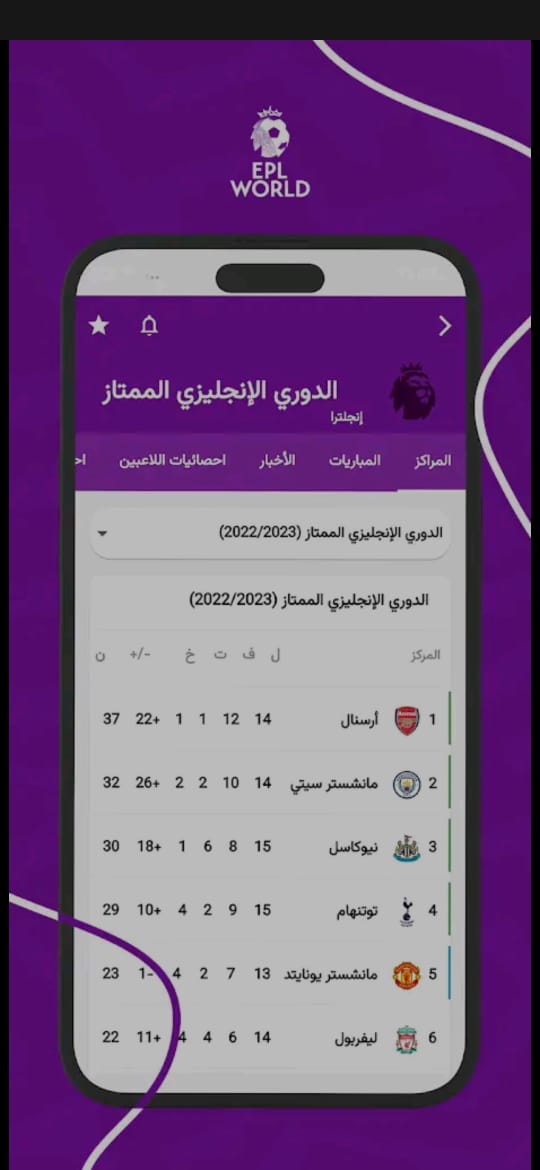 EPL
WORLD
الدوري الإنجليزي الممتاز
إنجلترا
المراكز المباريات الأخبار احصائيات اللاعبين اح
الدوري الإنجليزي الممتاز (2022/2023)
الدوري الإنجليزي الممتاز (2022/2023)
المركز ل ف ت خ +/- ن
1 أرسنال 14 12 1 1 +22 37
2 مانشستر سيتي 14 10 2 2 +26 32
3 نيوكاسل 15 8 6 1 +18 30
4 توتنهام 15 9 2 4 +10 29
5 مانشستر يونايتد 13 7 2 4 -1 23
6 ليفربول 14 6 4 4 +11 22